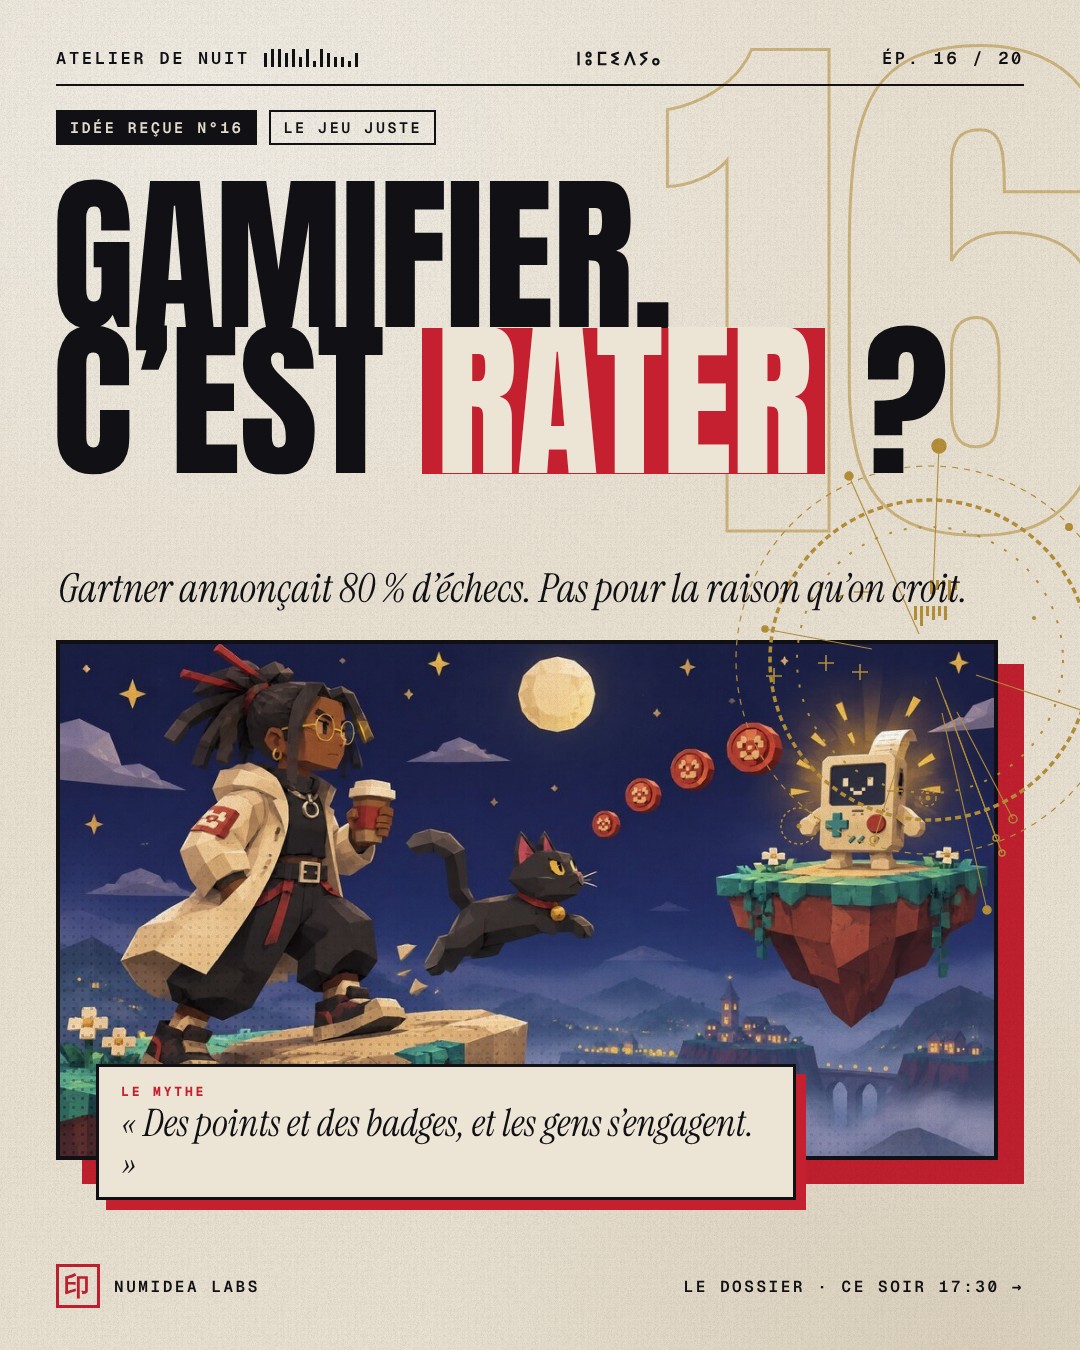 ATELIER DE NUIT
ⵏⵓⵎⵉⴷⵢⴰ
ÉP. 16 / 20
16
IDÉE REÇUE N°16
LE JEU JUSTE
GAMIFIER,
C’EST RATER ?
Gartner annonçait 80 % d’échecs. Pas pour la raison qu’on croit.
LE MYTHE
« Des points et des badges, et les gens s’engagent.
»
印
NUMIDEA LABS
LE DOSSIER · CE SOIR 17:30 →